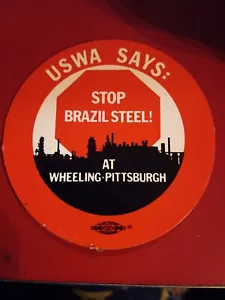 USWA SAYS:
STOP
BRAZIL STEEL!
AT
WHEELING-PITTSBURGH